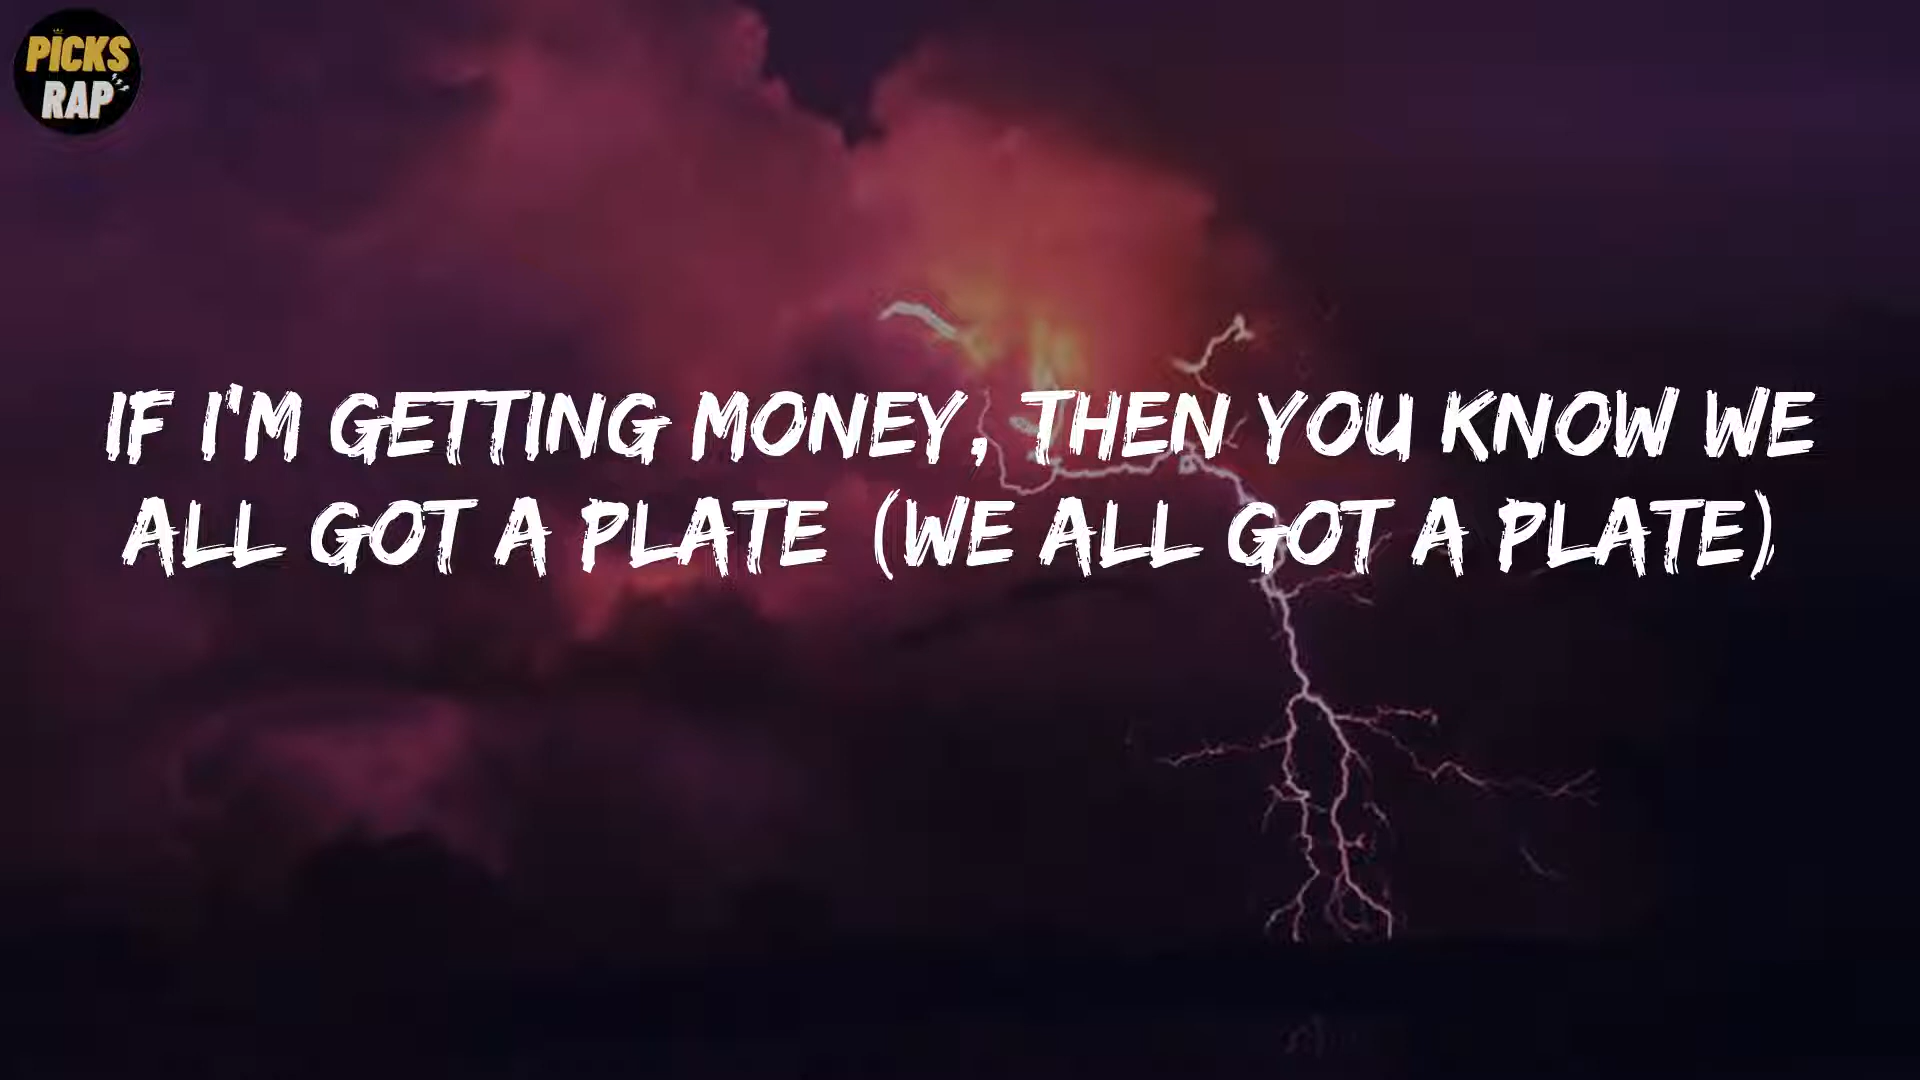 PICKS
RAP
IF I'M GETTING MONEY, THEN YOU KNOW WE
ALL GOT A PLATE (WE ALL GOT A PLATE)